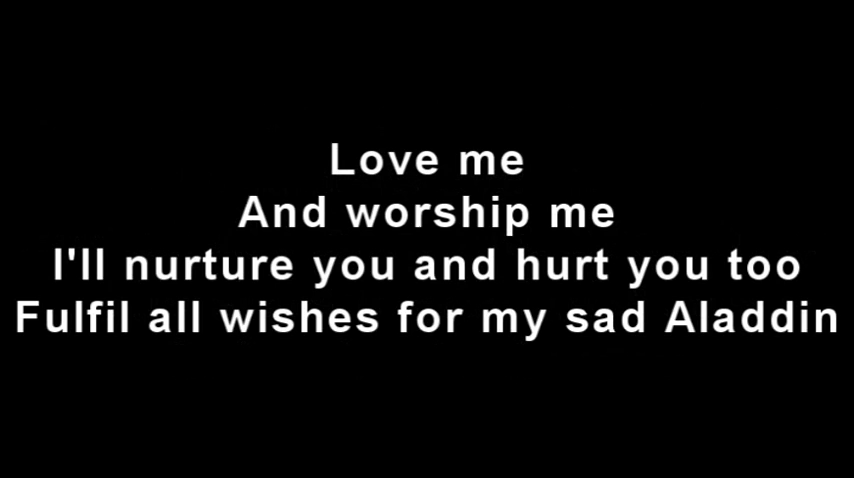 Love me
And worship me
I'll nurture you and hurt you too
Fulfil all wishes for my sad Aladdin